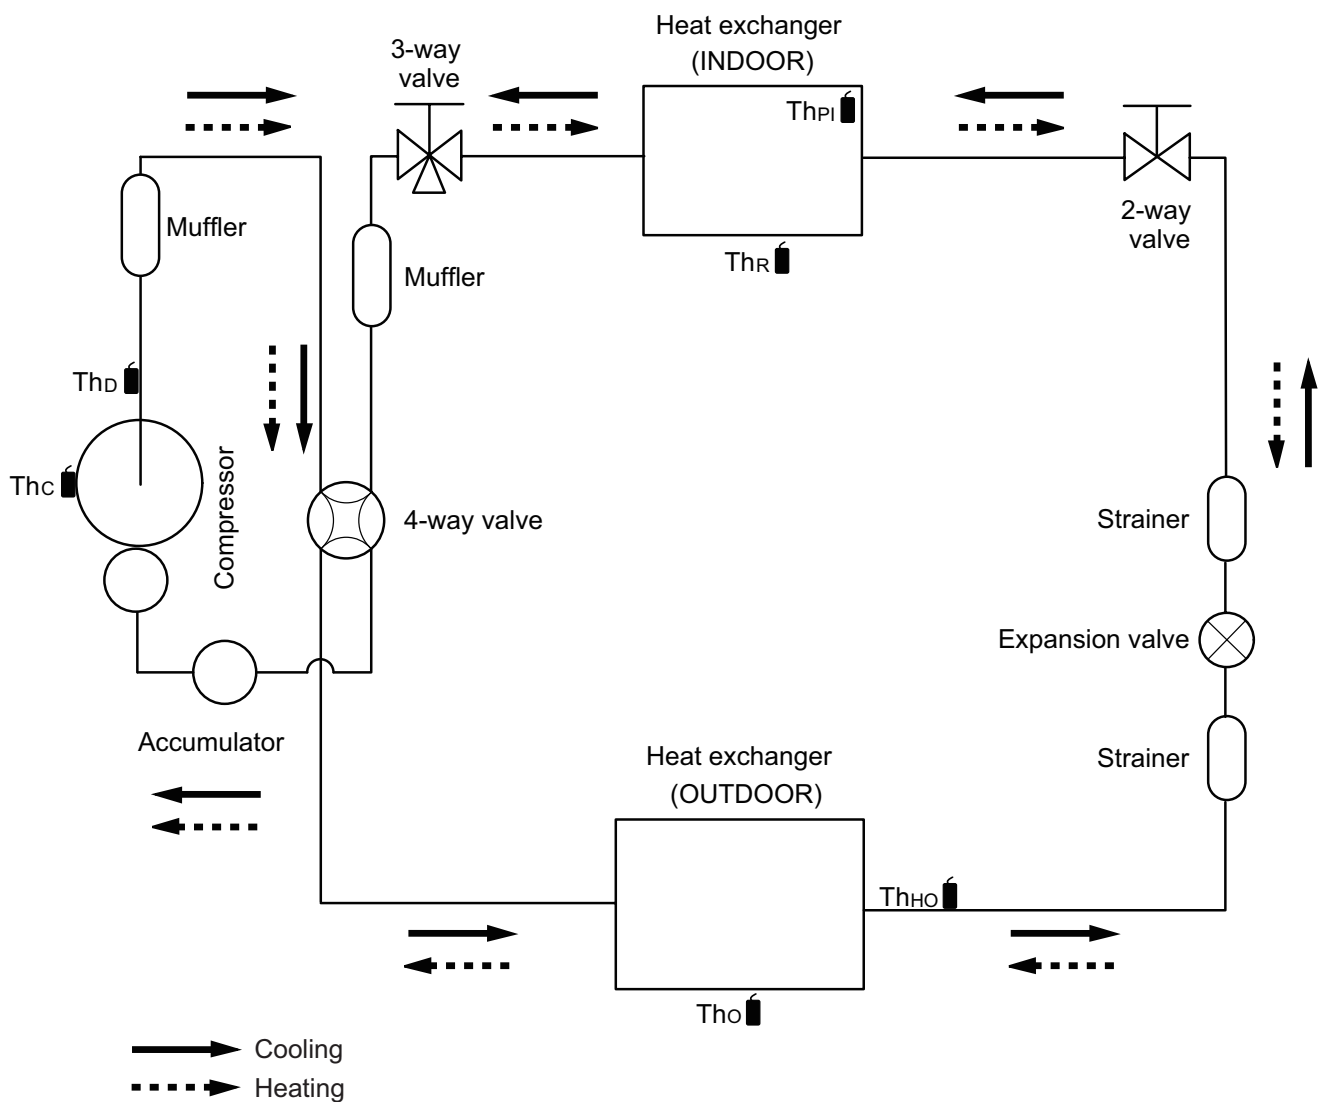 Heat exchanger
(INDOOR)
3-way
valve
ThPI
Muffler
2-way
valve
ThR
Muffler
ThD
Compressor
ThC
4-way valve
Strainer
Expansion valve
Accumulator
Heat exchanger
(OUTDOOR)
Strainer
ThHO
ThO
Cooling
Heating